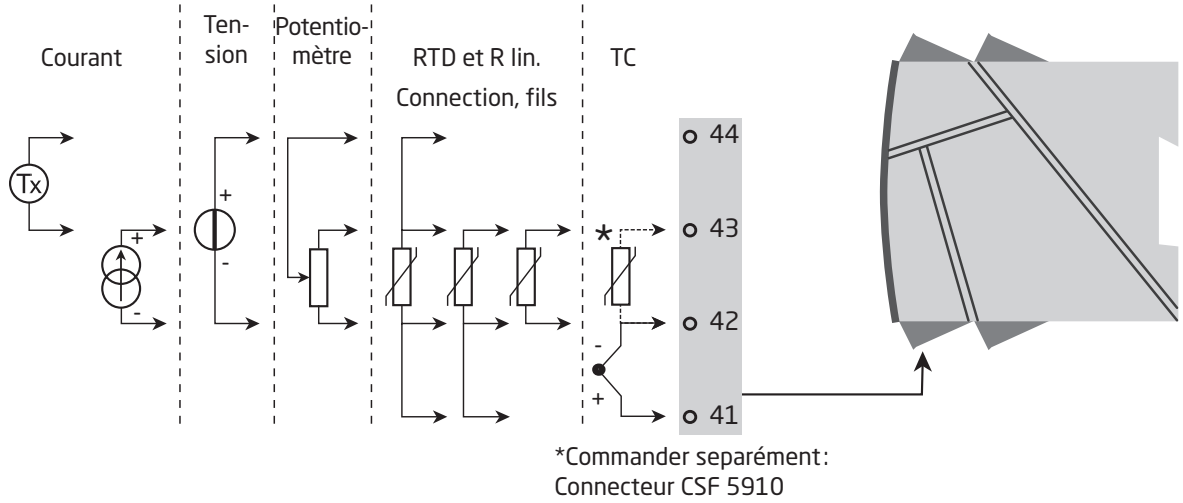 Courant
Ten-
sion
Potentio-
mètre
RTD et R lin.
Connection, fils
TC
Tx
+
-
+
-
*
-
+
44
43
42
41
*Commander separément:
Connecteur CSF 5910